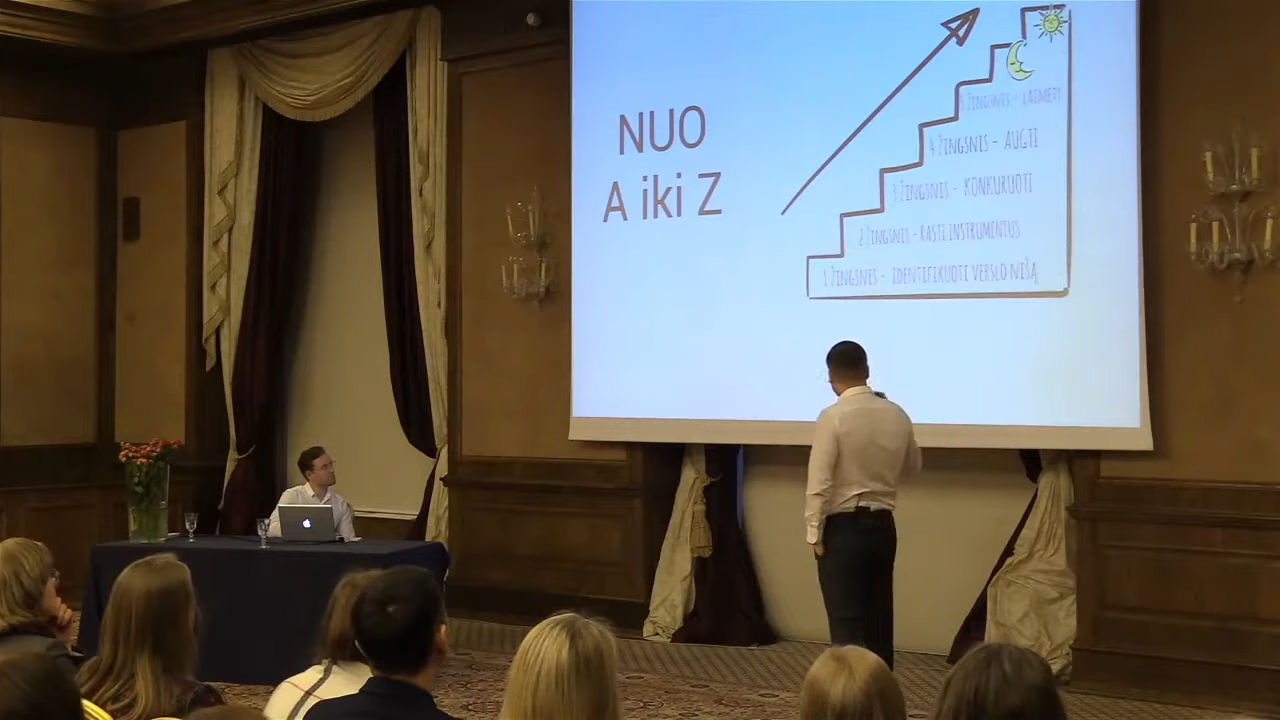 NUO
A iki Z
5 ŽINGSNIS - LAIMĖTI
4 ŽINGSNIS - AUGTI
3 ŽINGSNIS - KONKURUOTI
2 ŽINGSNIS - RASTI INSTRUMENTUS
1 ŽINGSNIS - IDENTIFIKUOTI VERSLO NIŠĄ